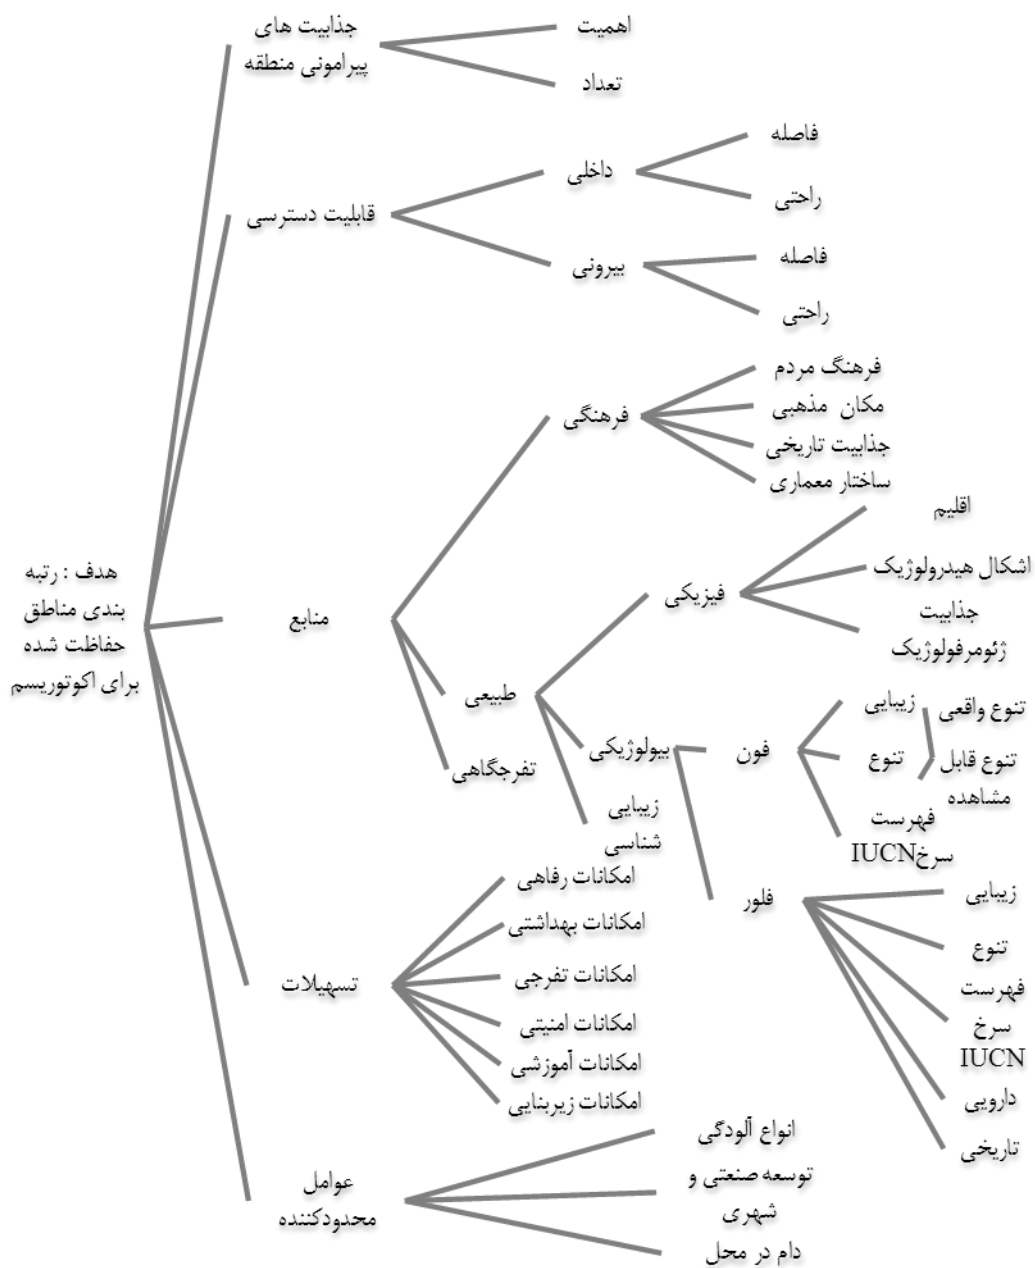 جذابیت های
پیرامونی منطقه
اهمیت
تعداد
قابلیت دسترسی
داخلی
فاصله
راحتی
بیرونی
فاصله
راحتی
هدف : رتبه
بندی مناطق
حفاظت شده
برای اکوتوریسم
منابع
فرهنگی
فرهنگ مردم
مکان مذهبی
جذابیت تاریخی
ساختار معماری
طبیعی
فیزیکی
اقلیم
اشکال هیدرولوژیک
جذابیت
ژئومرفولوژیک
بیولوژیکی
فون
زیبایی
تنوع
تنوع واقعی
تنوع قابل
مشاهده
فهرست
سرخIUCN
فلور
زیبایی
تنوع
فهرست
سرخ
IUCN
دارویی
تاریخی
زیبایی
شناسی
تفرجگاهی
تسهیلات
امکانات رفاهی
امکانات بهداشتی
امکانات تفرجی
امکانات امنیتی
امکانات آموزشی
امکانات زیربنایی
عوامل
محدودکننده
انواع آلودگی
توسعه صنعتی و
شهری
دام در محل